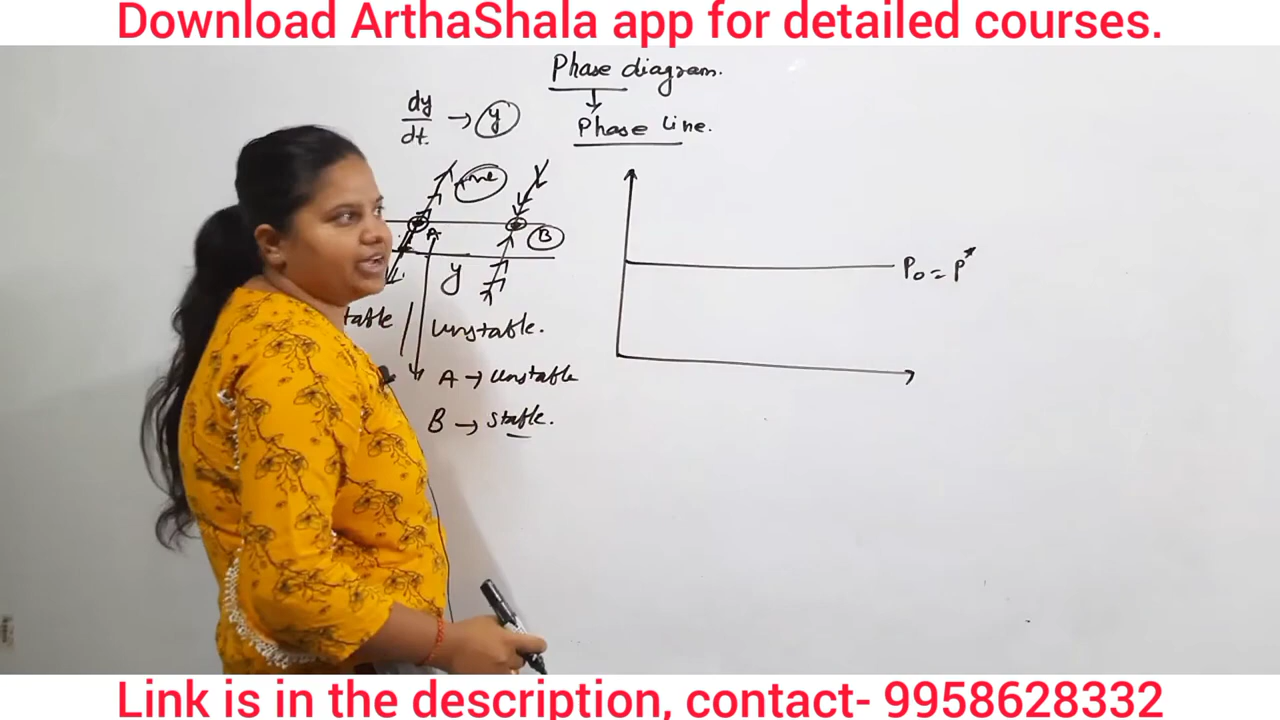 Download ArthaShala app for detailed courses.
Phase diagram.
dy/dt. → y
Phase line.
A
B
y
P₀ = P*
table
unstable.
A → unstable
B → stable.
Link is in the description, contact- 9958628332